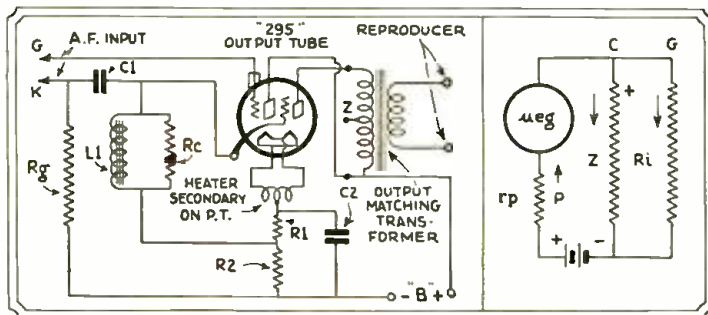 "295"
OUTPUT TUBE
REPRODUCER
G
A.F. INPUT
K
C1
L1
Rc
Rg
Z
HEATER
SECONDARY
ON P.T.
C2
OUTPUT
MATCHING
TRANS-
FORMER
R1
R2
- "B" +
C
G
+
ueg
Z
Ri
rp
P
+ -